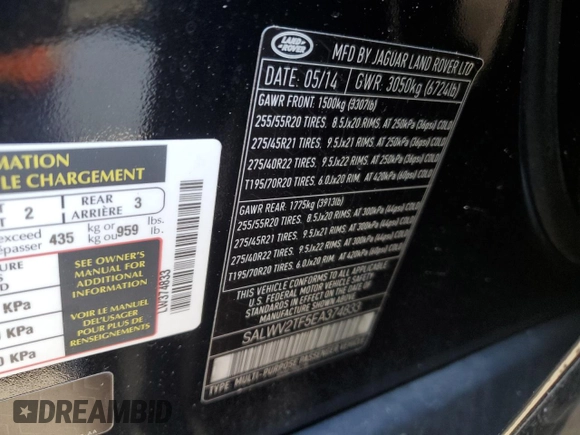 LAND
ROVER
MFD BY JAGUAR LAND ROVER LTD
DATE: 05/14 GWR: 3050kg (6724lb)
GAWR FRONT: 1500kg (3307lb)
255/55R20 TIRES. 8.5Jx20 RIMS. AT 250kPa (36psi) COLD
275/45R21 TIRES. 9.5Jx21 RIMS. AT 250kPa (36psi) COLD
275/40R22 TIRES. 9.5Jx22 RIMS. AT 250kPa (36psi) COLD
T195/70R20 TIRES. 6.0Jx20 RIM. AT 420kPa (60psi) COLD
GAWR REAR: 1775kg (3913lb)
255/55R20 TIRES. 8.5Jx20 RIMS. AT 300kPa (44psi) COLD
275/45R21 TIRES. 9.5Jx21 RIMS. AT 300kPa (44psi) COLD
275/40R22 TIRES. 9.5Jx22 RIMS. AT 300kPa (44psi) COLD
T195/70R20 TIRES. 6.0Jx20 RIM. AT 420kPa (60psi) COLD
THIS VEHICLE CONFORMS TO ALL APPLICABLE
U.S. FEDERAL MOTOR VEHICLE SAFETY
STANDARDS IN EFFECT ON THE DATE OF
MANUFACTURE SHOWN ABOVE.
SALWV2TF5EA374833
TYPE: MULTI-PURPOSE PASSENGER VEHICLE
MATION
LE CHARGEMENT
T 2 REAR 3
ARRIÈRE
exceed 435 kg or 959 lbs.
passer kg ou lb.
SEE OWNER'S
MANUAL FOR
ADDITIONAL
INFORMATION
VOIR LE MANUEL
DE L'USAGER
POUR PLUS DE
RENSEIGNEMENTS
KPa
KPa
0 KPa
LW374833
DREAMBID